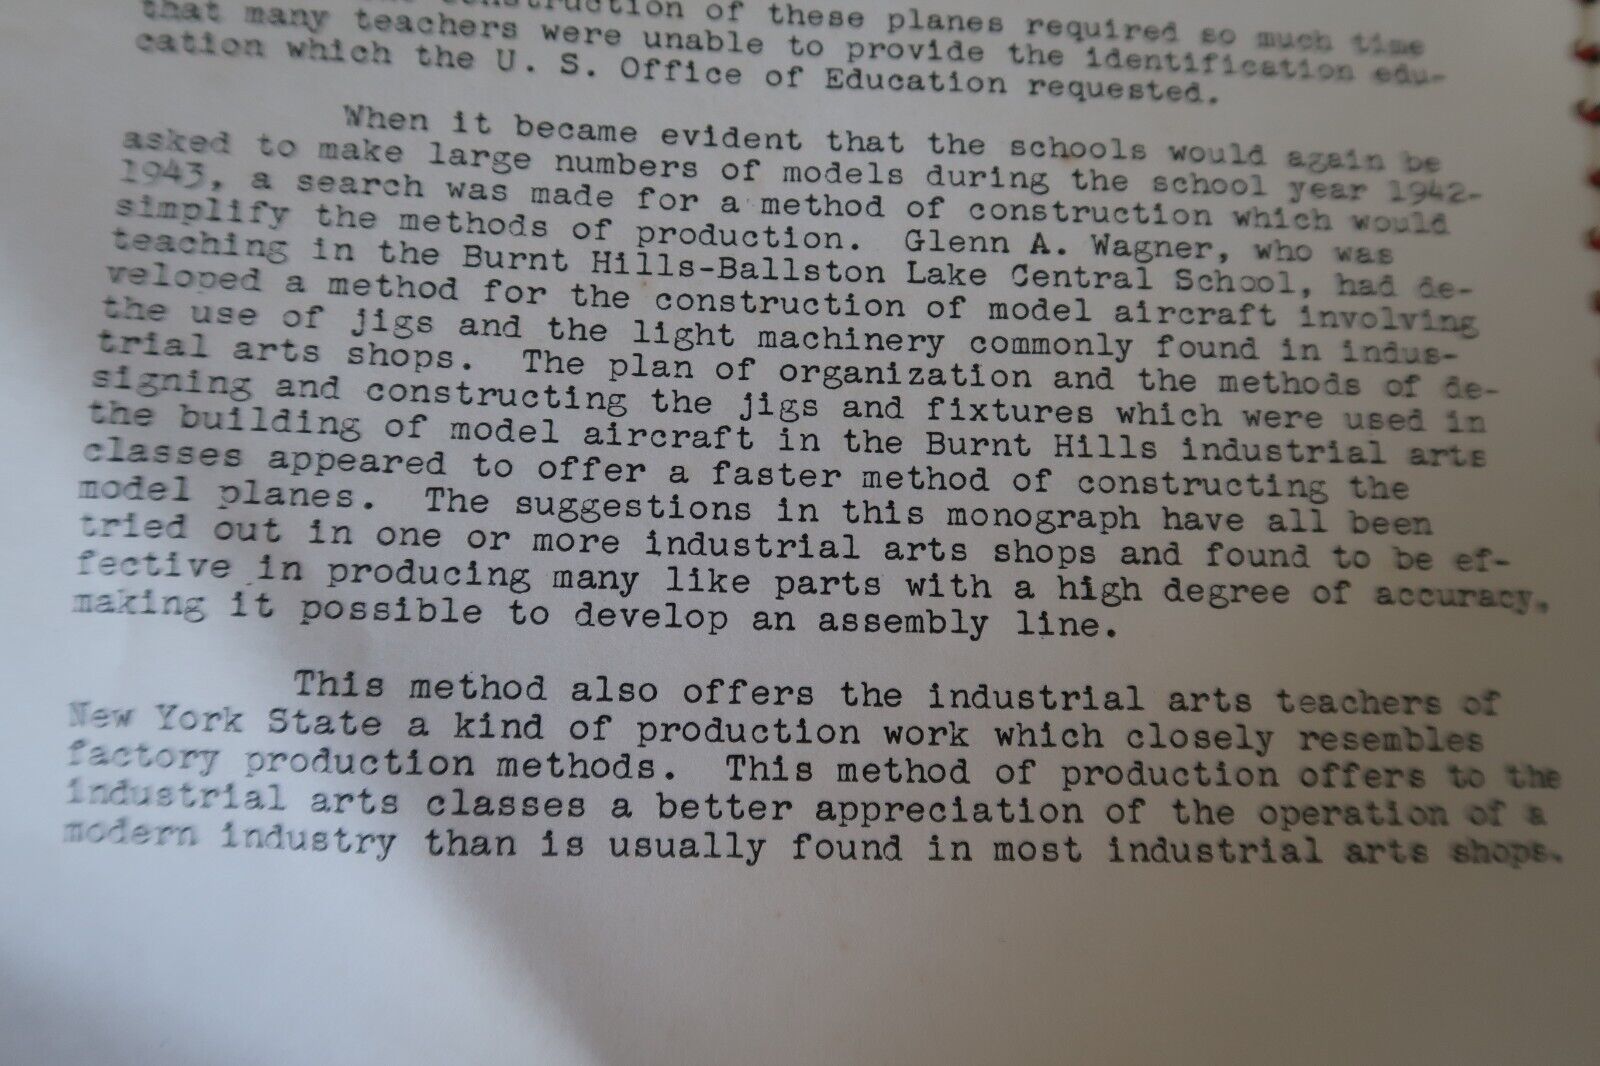 construction of these planes required so much time
that many teachers were unable to provide the identification edu-
cation which the U. S. Office of Education requested.
When it became evident that the schools would again be
asked to make large numbers of models during the school year 1942-
1943, a search was made for a method of construction which would
simplify the methods of production. Glenn A. Wagner, who was
teaching in the Burnt Hills-Ballston Lake Central School, had de-
veloped a method for the construction of model aircraft involving
the use of jigs and the light machinery commonly found in indus-
trial arts shops. The plan of organization and the methods of de-
signing and constructing the jigs and fixtures which were used in
the building of model aircraft in the Burnt Hills industrial arts
classes appeared to offer a faster method of constructing the
model planes. The suggestions in this monograph have all been
tried out in one or more industrial arts shops and found to be ef-
fective in producing many like parts with a high degree of accuracy,
making it possible to develop an assembly line.
This method also offers the industrial arts teachers of
New York State a kind of production work which closely resembles
factory production methods. This method of production offers to the
industrial arts classes a better appreciation of the operation of a
modern industry than is usually found in most industrial arts shops.